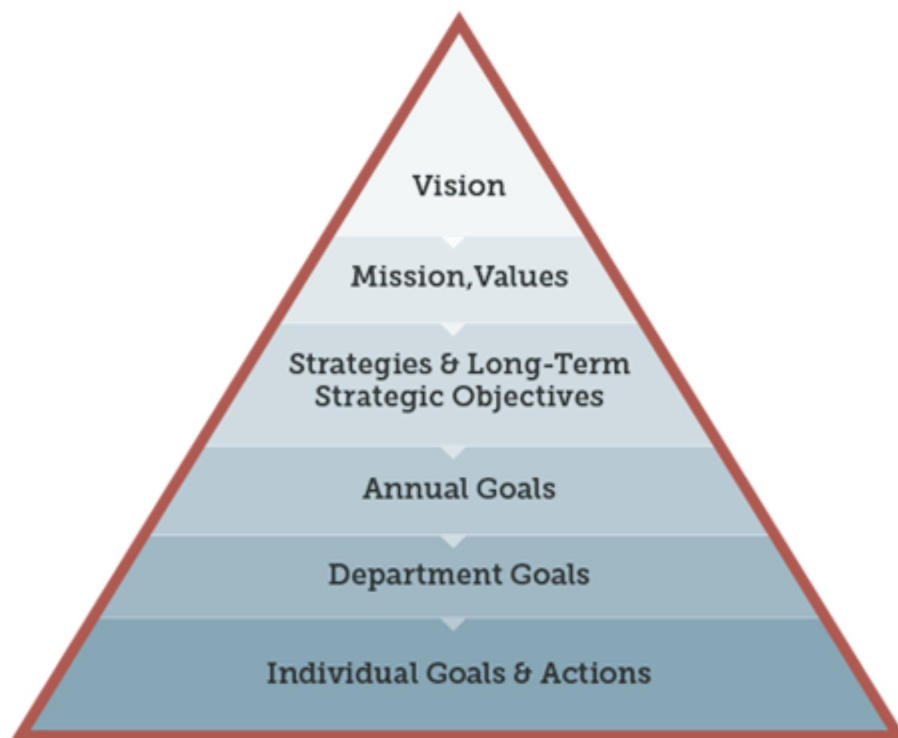 Vision
Mission,Values
Strategies & Long-Term
Strategic Objectives
Annual Goals
Department Goals
Individual Goals & Actions